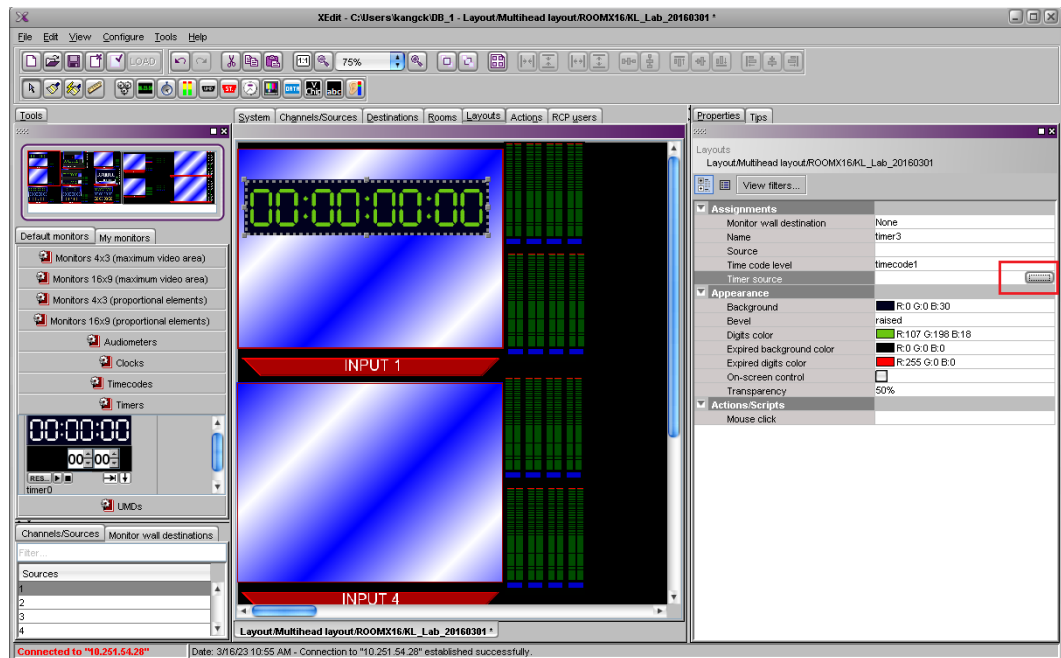 XEdit - C:\Users\kangck\DB_1 - Layout/Multihead layout/ROOMX16/KL_Lab_20160301 *
File Edit View Configure Tools Help
LOAD 1:1 75%
UMD ST. DATA abc
Tools
System Channels/Sources Destinations Rooms Layouts Actions RCP users
Properties Tips
Layouts
Layout/Multihead layout/ROOMX16/KL_Lab_20160301
View filters...
Assignments
Monitor wall destination None
Name timer3
Source
Time code level timecode1
Timer source
Appearance
Background R:0 G:0 B:30
Bevel raised
Digits color R:107 G:198 B:18
Expired background color R:0 G:0 B:0
Expired digits color R:255 G:0 B:0
On-screen control
Transparency 50%
Actions/Scripts
Mouse click
00:00:00:00
INPUT 1
INPUT 4
Layout/Multihead layout/ROOMX16/KL_Lab_20160301 *
Default monitors My monitors
Monitors 4x3 (maximum video area)
Monitors 16x9 (maximum video area)
Monitors 4x3 (proportional elements)
Monitors 16x9 (proportional elements)
Audiometers
Clocks
Timecodes
Timers
00:00:00
00 00
RES...
timer0
UMDs
Channels/Sources Monitor wall destinations
Filter...
Sources
1
2
3
4
Connected to "10.251.54.28" Date: 3/16/23 10:55 AM - Connection to "10.251.54.28" established successfully.